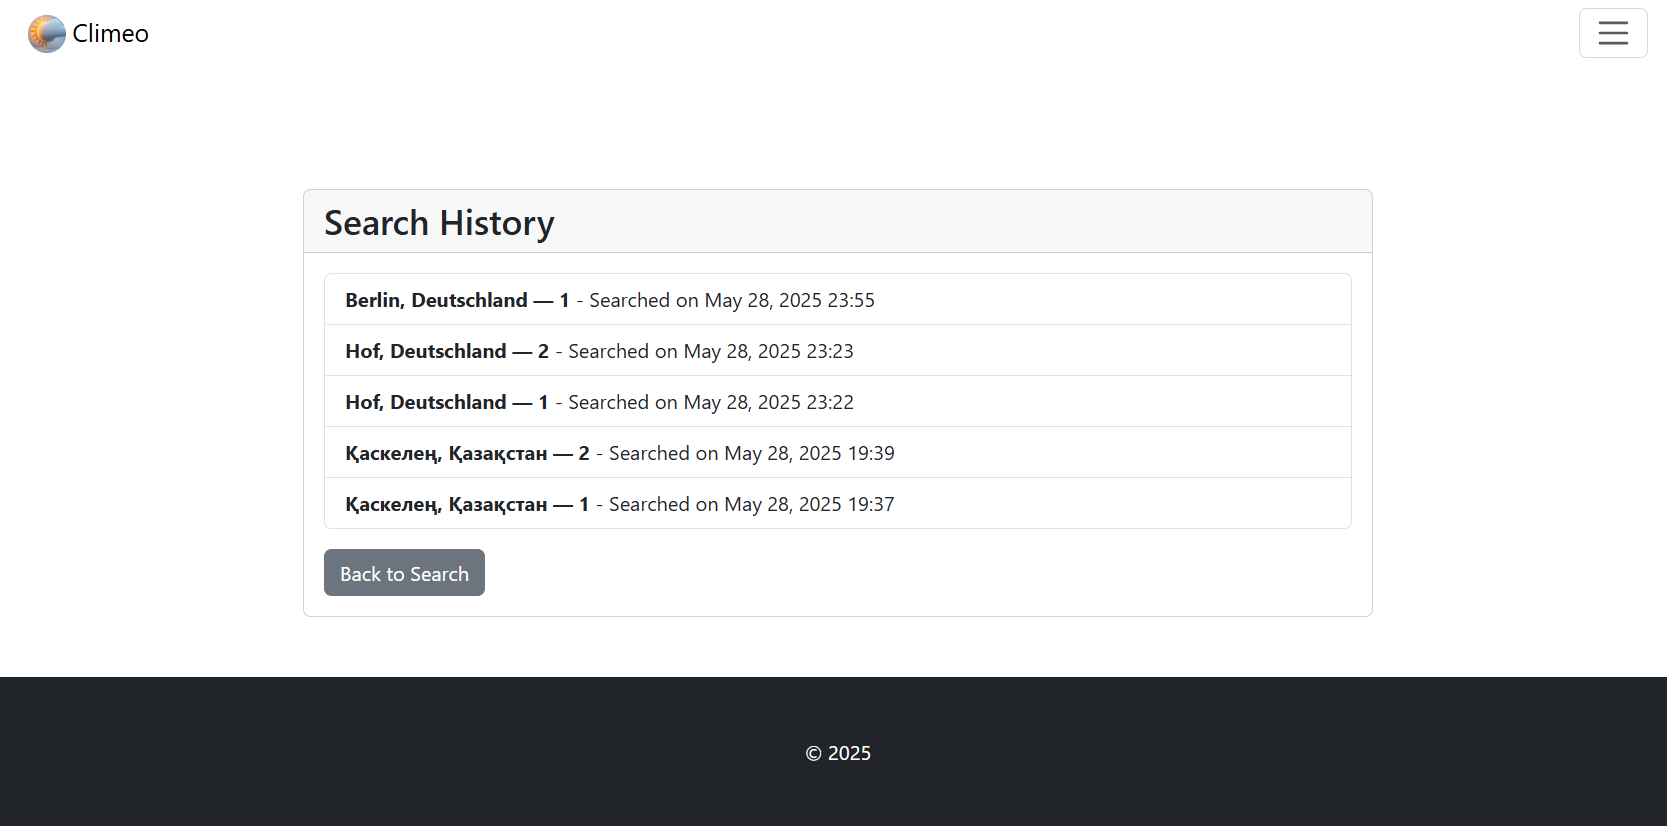 Climeo
Search History
Berlin, Deutschland — 1 - Searched on May 28, 2025 23:55
Hof, Deutschland — 2 - Searched on May 28, 2025 23:23
Hof, Deutschland — 1 - Searched on May 28, 2025 23:22
Қаскелең, Қазақстан — 2 - Searched on May 28, 2025 19:39
Қаскелең, Қазақстан — 1 - Searched on May 28, 2025 19:37
Back to Search
© 2025